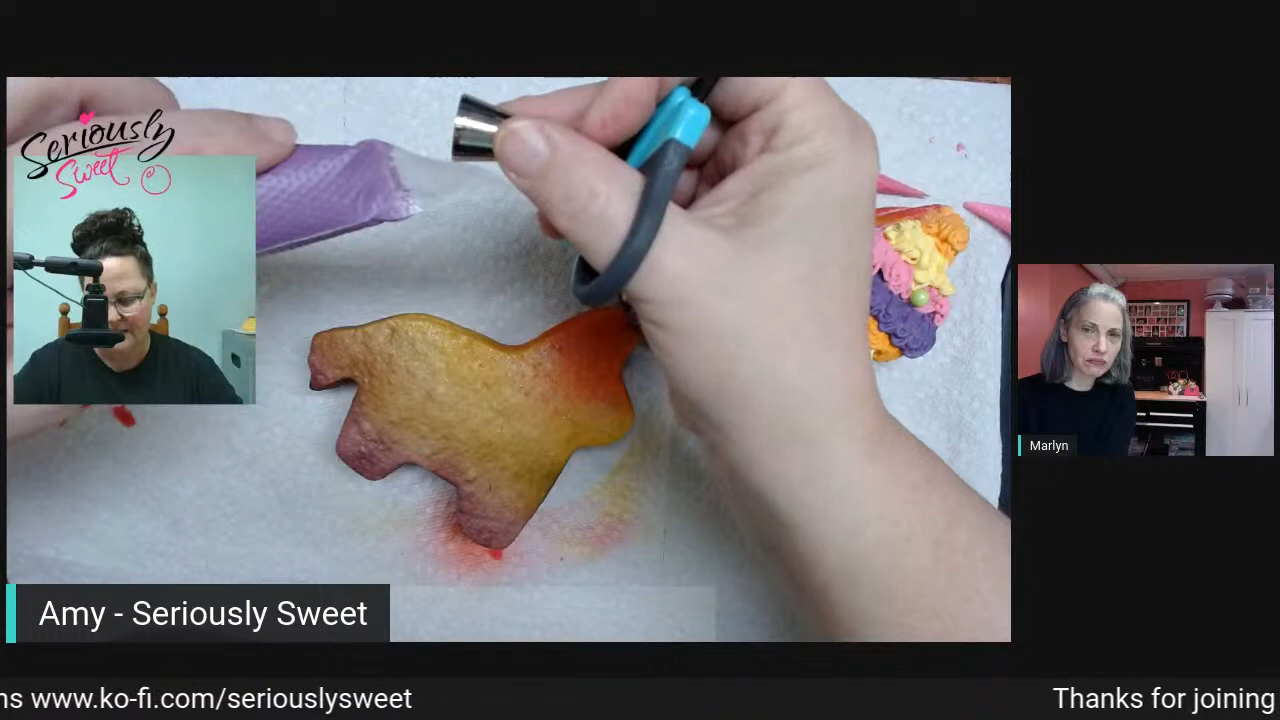 Seriously
Sweet
Marlyn
Amy - Seriously Sweet
ns www.ko-fi.com/seriouslysweet
Thanks for joining